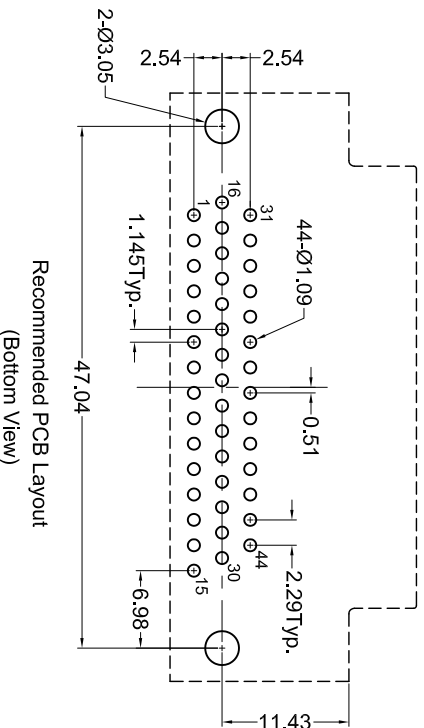 2-Ø3.05
2.54
2.54
16
1
31
44-Ø1.09
1.145Typ.
0.51
47.04
30
15
44
2.29Typ.
6.98
11.43
Recommended PCB Layout
(Bottom View)